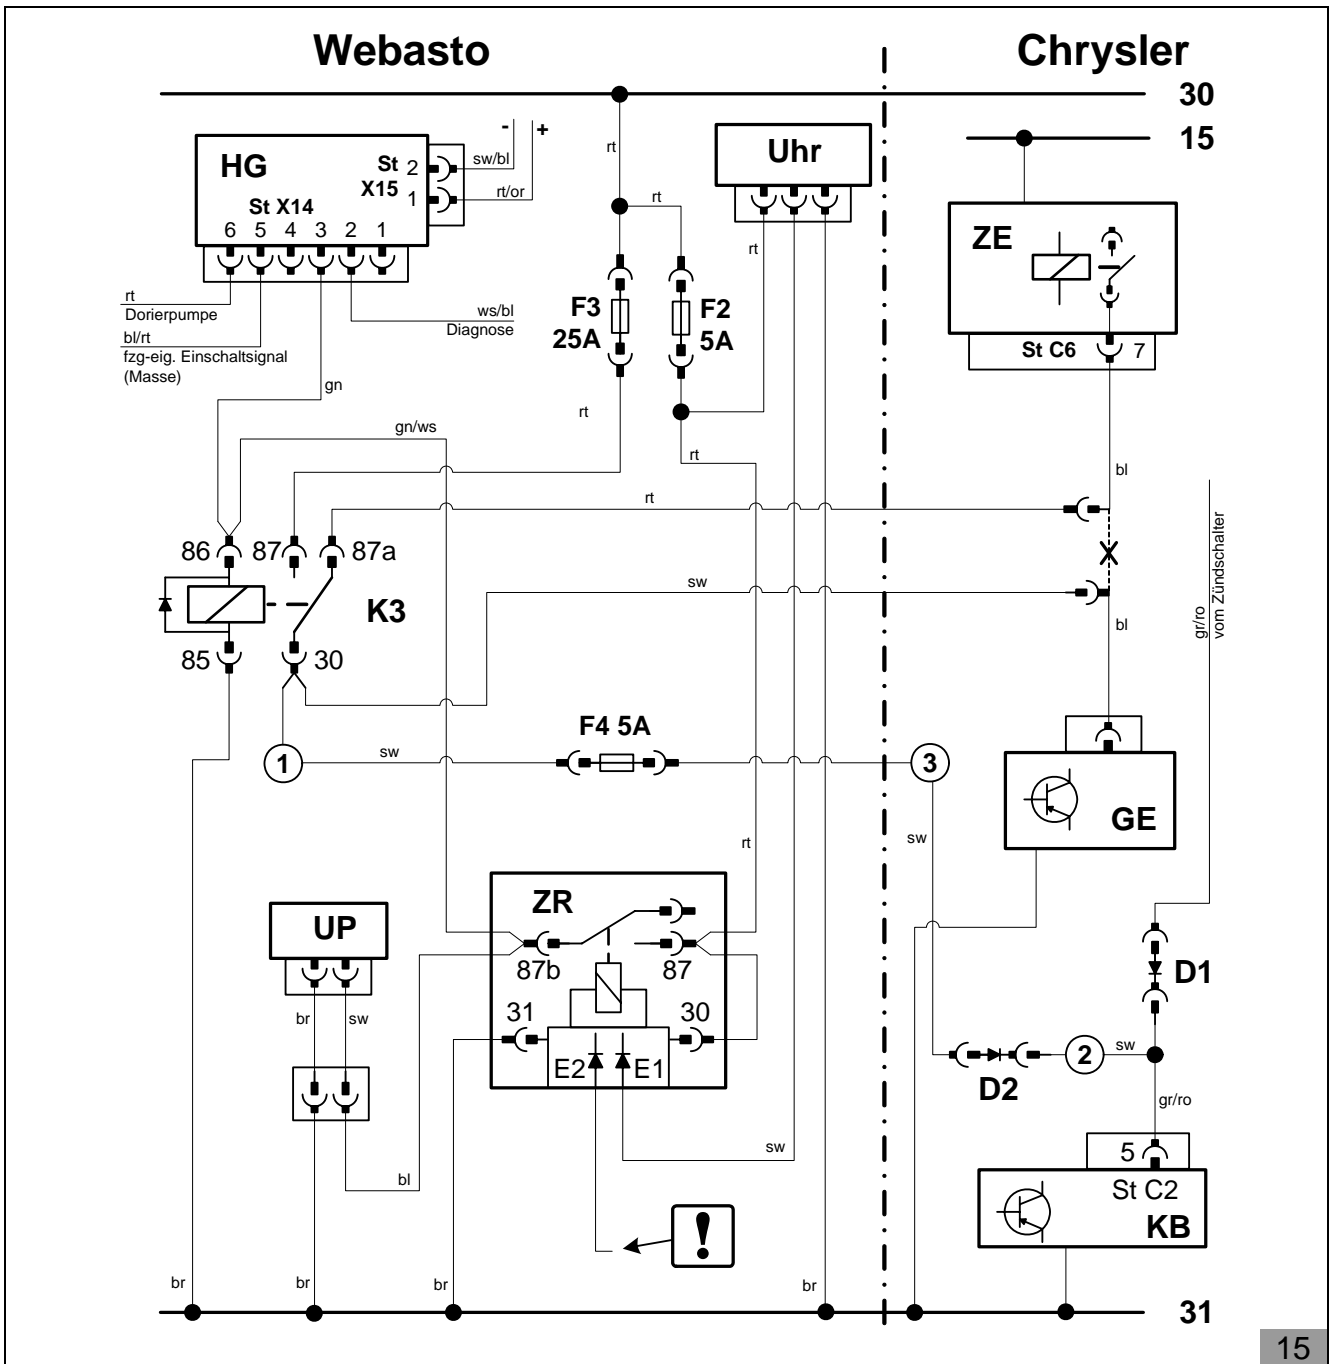 Webasto
Chrysler
30
15
- +
HG
St
X15
2
sw/bl
1
rt/or
St X14
6 5 4 3 2 1
rt
Dorierpumpe
bl/rt
fzg-eig. Einschaltsignal
(Masse)
ws/bl
Diagnose
gn
gn/ws
rt
rt
F3
25A
F2
5A
rt
rt
rt
Uhr
ZE
St C6
7
bl
rt
86
87
87a
K3
85
30
sw
bl
gr/ro
vom Zündschalter
1
sw
F4 5A
3
sw
GE
rt
ZR
87b
87
31
30
E2
E1
UP
br
sw
bl
sw
D1
D2
2
sw
gr/ro
5
St C2
KB
!
br
br
br
br
31
15